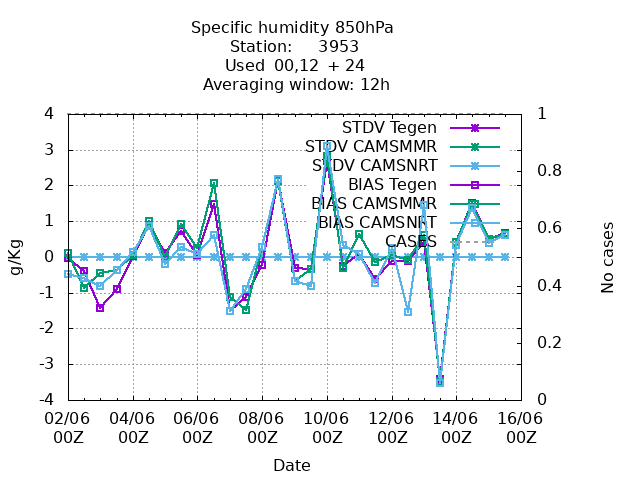 Specific humidity 850hPa
Station: 3953
Used 00,12 + 24
Averaging window: 12h
4
3
2
1
0
-1
-2
-3
-4
g/Kg
1
0.8
0.6
0.4
0.2
0
No cases
STDV Tegen
STDV CAMSMMR
STDV CAMSNRT
BIAS Tegen
BIAS CAMSMMR
BIAS CAMSNRT
CASES
02/06 04/06 06/06 08/06 10/06 12/06 14/06 16/06
00Z 00Z 00Z 00Z 00Z 00Z 00Z 00Z
Date